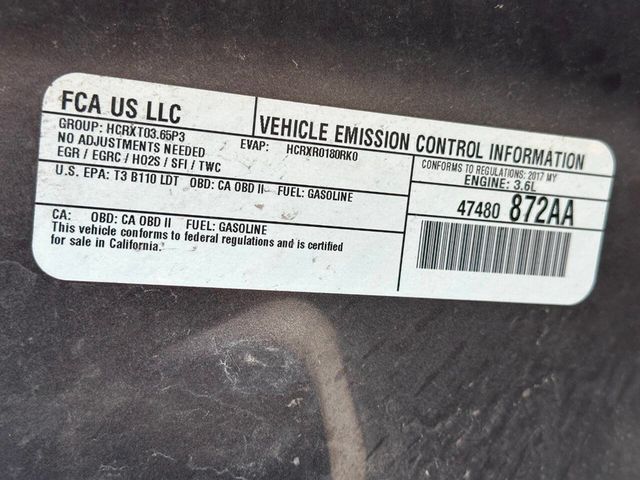 FCA US LLC
VEHICLE EMISSION CONTROL INFORMATION
GROUP: HCRXT03.65P3 EVAP: HCRXR0180RK0
NO ADJUSTMENTS NEEDED
EGR / EGRC / HO2S / SFI / TWC
CONFORMS TO REGULATIONS: 2017 MY
ENGINE: 3.6L
U.S. EPA: T3 B110 LDT OBD: CA OBD II FUEL: GASOLINE
47480 872AA
CA: OBD: CA OBD II FUEL: GASOLINE
This vehicle conforms to federal regulations and is certified
for sale in California.